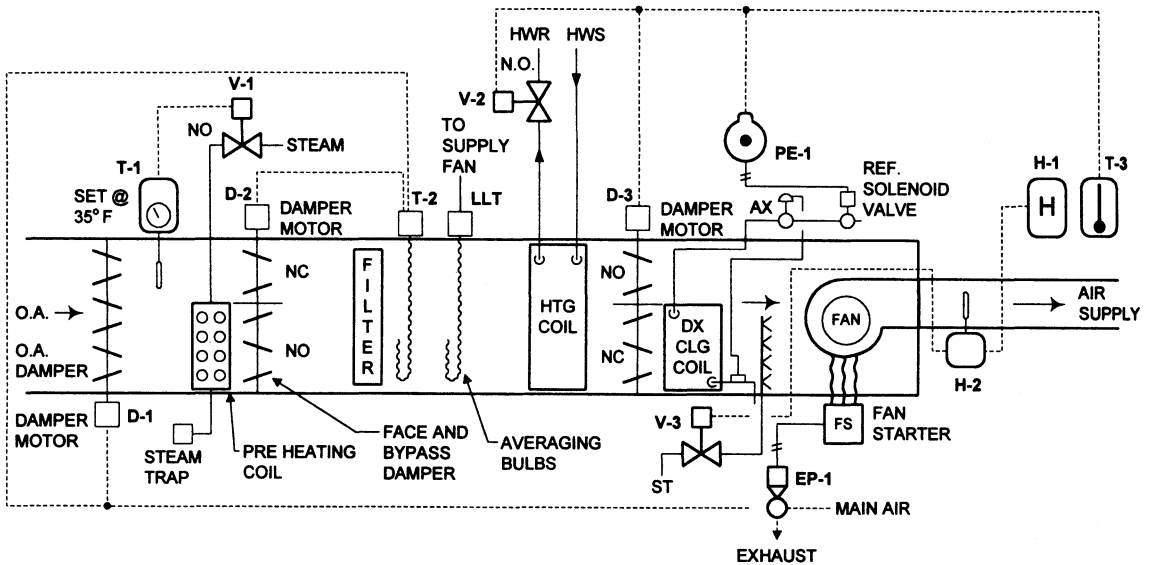 HWR
HWS
N.O.
V-1
V-2
NO
STEAM
TO
SUPPLY
FAN
PE-1
REF.
SOLENOID
VALVE
H-1
T-3
T-1
SET @
35° F
D-2
DAMPER
MOTOR
T-2
LLT
D-3
DAMPER
MOTOR
AX
H
NC
FILTER
HTG
COIL
NO
O.A.
O.A.
DAMPER
NO
NC
DX
CLG
COIL
FAN
AIR
SUPPLY
H-2
DAMPER
MOTOR
D-1
STEAM
TRAP
PRE HEATING
COIL
FACE AND
BYPASS
DAMPER
AVERAGING
BULBS
V-3
ST
FS
FAN
STARTER
EP-1
MAIN AIR
EXHAUST